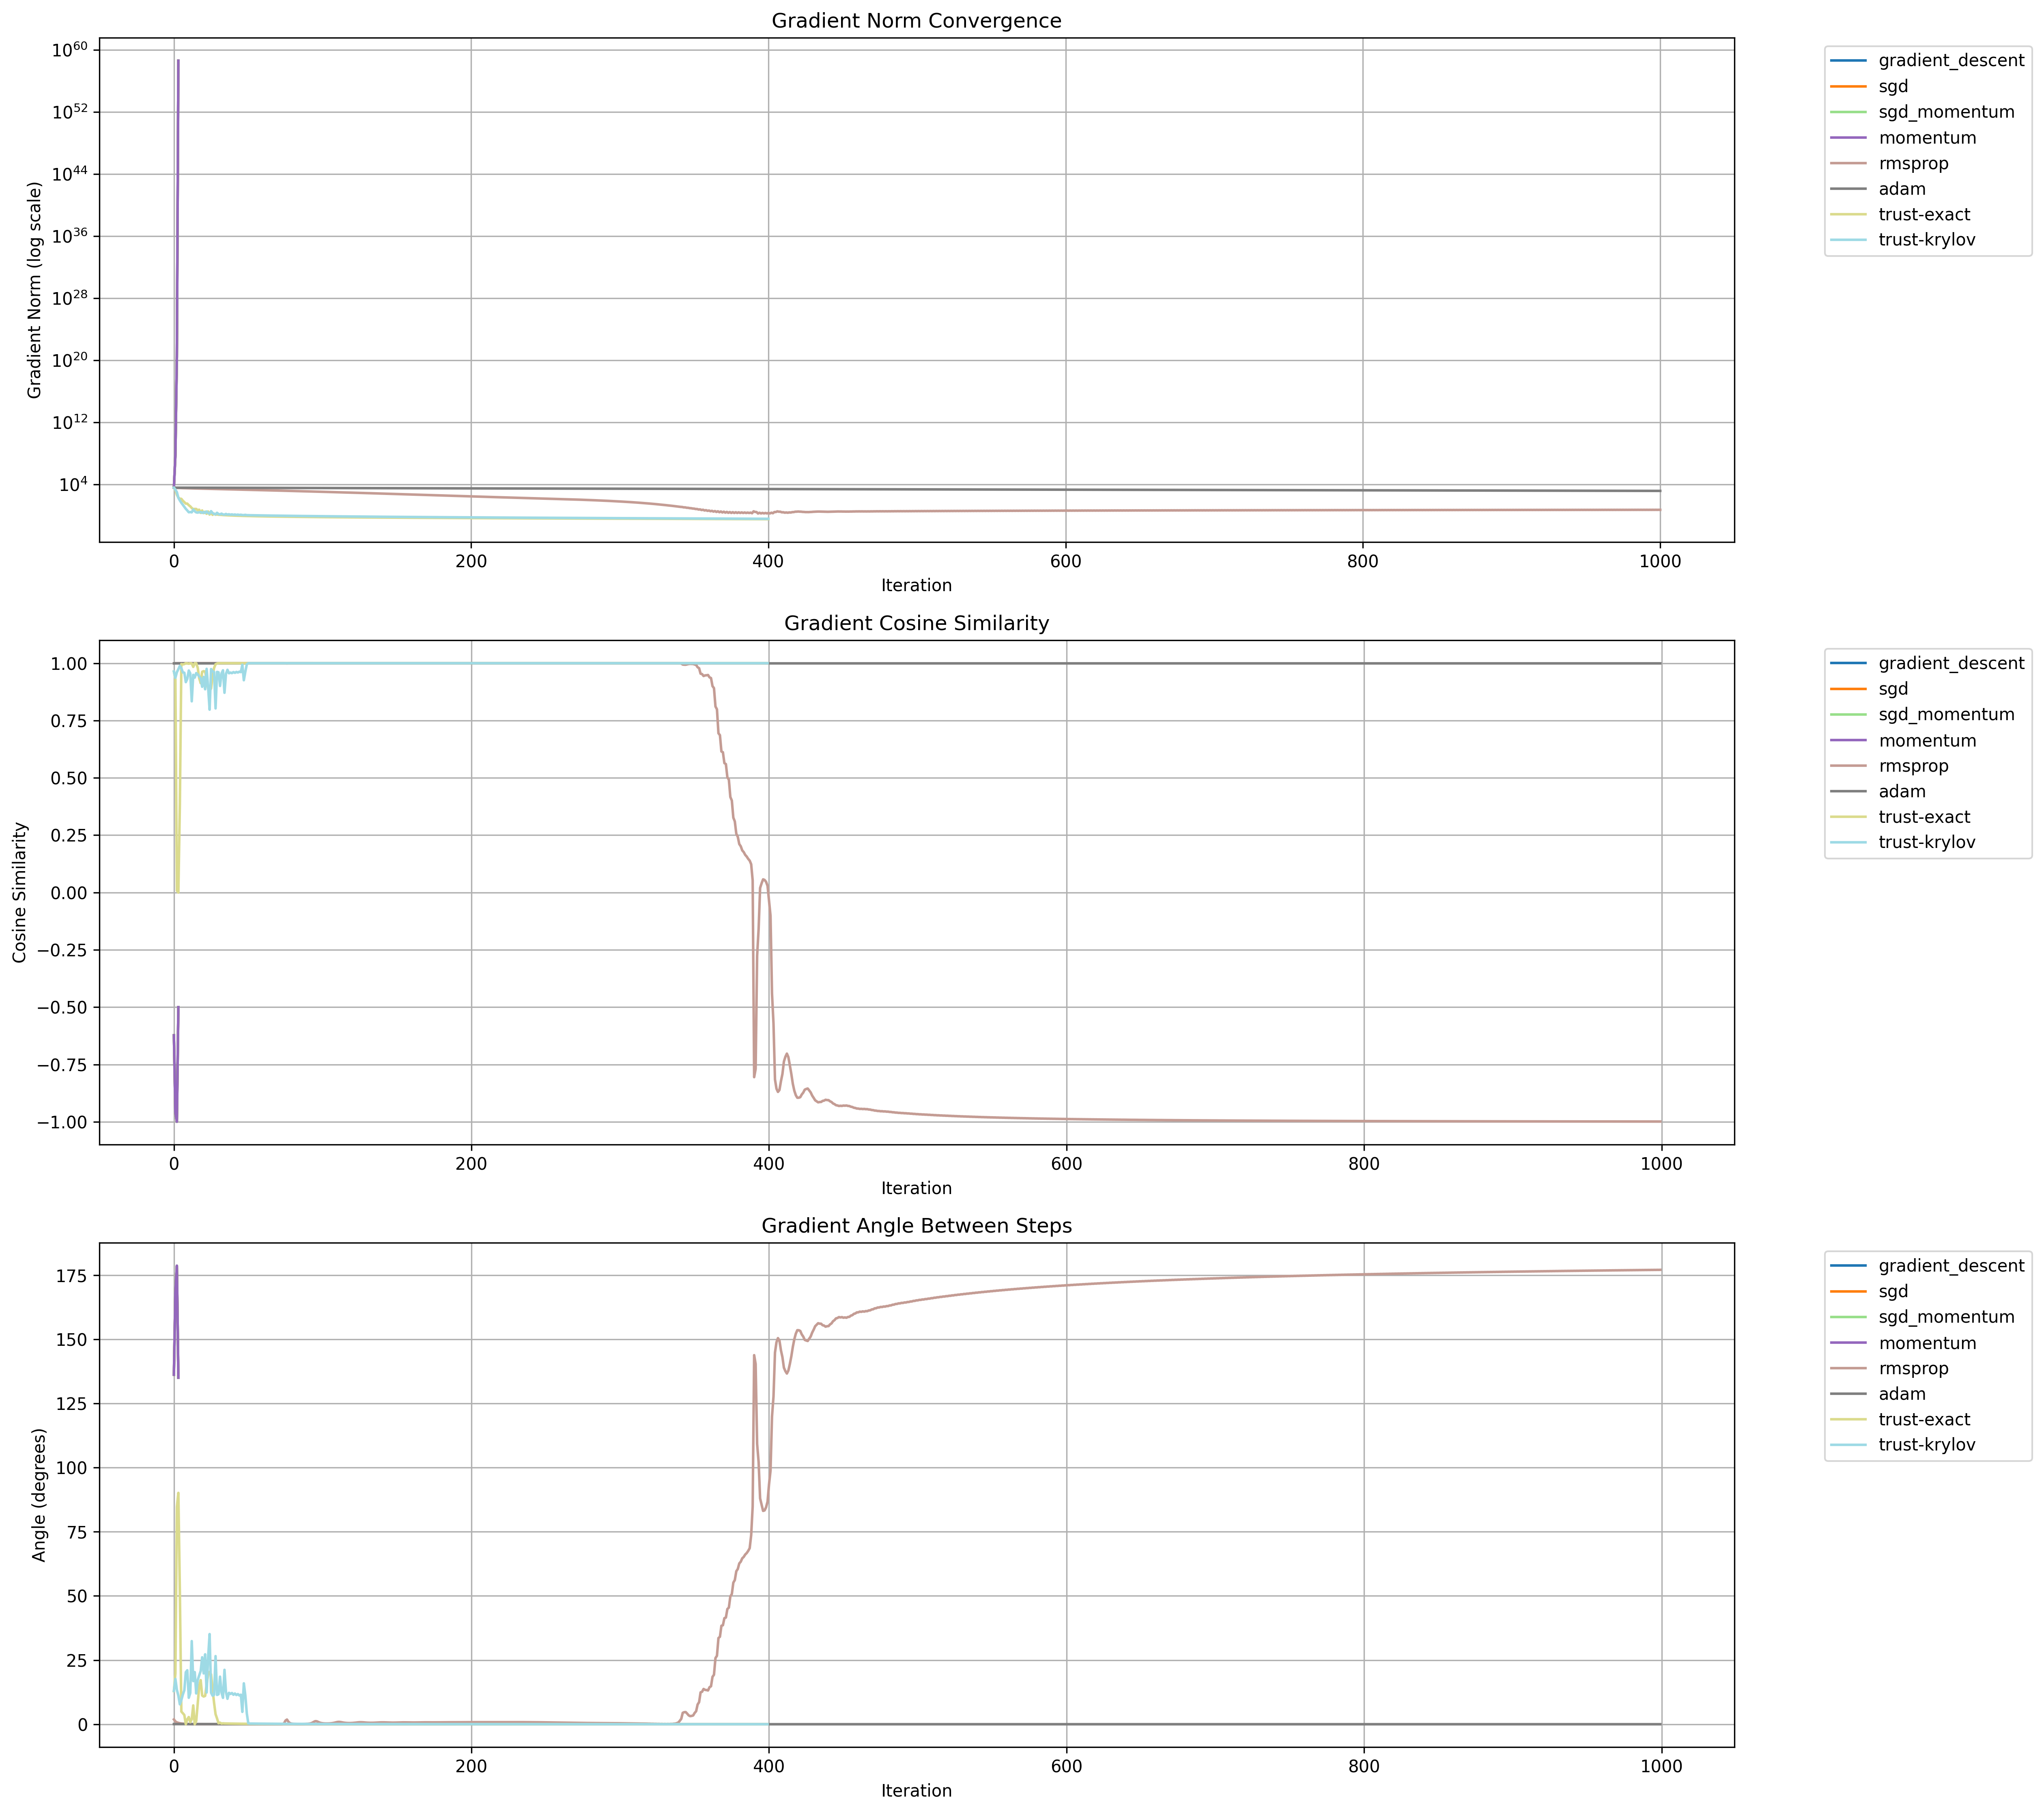 Gradient Norm Convergence
10^60
10^52
10^44
10^36
10^28
10^20
10^12
10^4
Gradient Norm (log scale)
0 200 400 600 800 1000
Iteration
gradient_descent
sgd
sgd_momentum
momentum
rmsprop
adam
trust-exact
trust-krylov
Gradient Cosine Similarity
1.00
0.75
0.50
0.25
0.00
−0.25
−0.50
−0.75
−1.00
Cosine Similarity
0 200 400 600 800 1000
Iteration
gradient_descent
sgd
sgd_momentum
momentum
rmsprop
adam
trust-exact
trust-krylov
Gradient Angle Between Steps
175
150
125
100
75
50
25
0
Angle (degrees)
0 200 400 600 800 1000
Iteration
gradient_descent
sgd
sgd_momentum
momentum
rmsprop
adam
trust-exact
trust-krylov